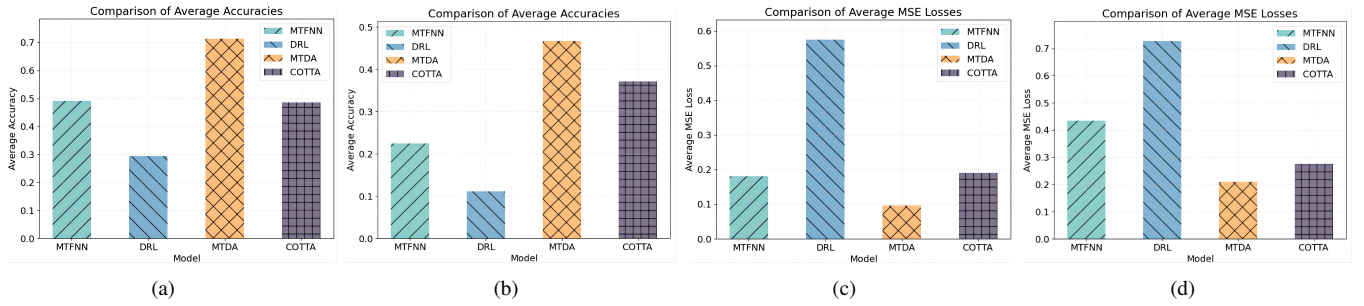 Comparison of Average Accuracies
Average Accuracy
0.7
0.6
0.5
0.4
0.3
0.2
0.1
0.0
MTFNN
DRL
MTDA
COTTA
MTFNN DRL MTDA COTTA
Model
(a)
Comparison of Average Accuracies
Average Accuracy
0.5
0.4
0.3
0.2
0.1
0.0
MTFNN
DRL
MTDA
COTTA
MTFNN DRL MTDA COTTA
Model
(b)
Comparison of Average MSE Losses
Average MSE Loss
0.6
0.5
0.4
0.3
0.2
0.1
0.0
MTFNN
DRL
MTDA
COTTA
MTFNN DRL MTDA COTTA
Model
(c)
Comparison of Average MSE Losses
Average MSE Loss
0.7
0.6
0.5
0.4
0.3
0.2
0.1
0.0
MTFNN
DRL
MTDA
COTTA
MTFNN DRL MTDA COTTA
Model
(d)